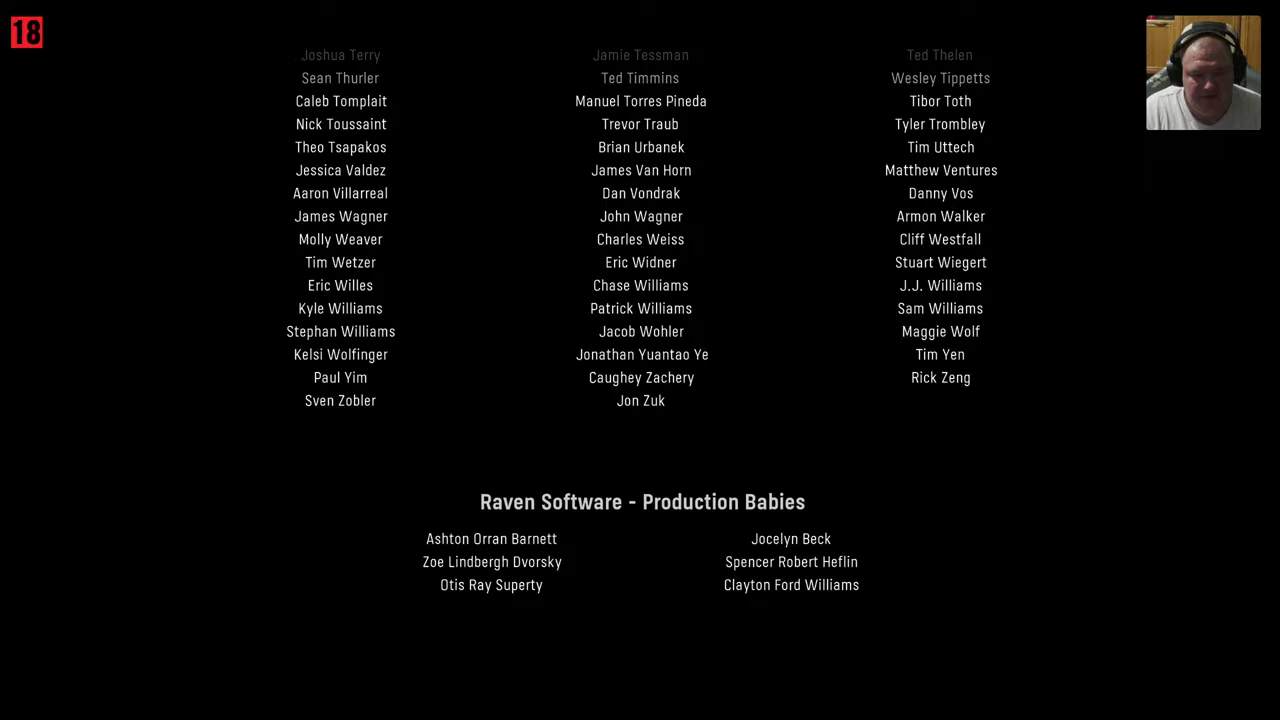 18
Joshua Terry Jamie Tessman Ted Thelen
Sean Thurler Ted Timmins Wesley Tippetts
Caleb Tomplait Manuel Torres Pineda Tibor Toth
Nick Toussaint Trevor Traub Tyler Trombley
Theo Tsapakos Brian Urbanek Tim Uttech
Jessica Valdez James Van Horn Matthew Ventures
Aaron Villarreal Dan Vondrak Danny Vos
James Wagner John Wagner Armon Walker
Molly Weaver Charles Weiss Cliff Westfall
Tim Wetzer Eric Widner Stuart Wiegert
Eric Willes Chase Williams J.J. Williams
Kyle Williams Patrick Williams Sam Williams
Stephan Williams Jacob Wohler Maggie Wolf
Kelsi Wolfinger Jonathan Yuantao Ye Tim Yen
Paul Yim Caughey Zachery Rick Zeng
Sven Zobler Jon Zuk
Raven Software - Production Babies
Ashton Orran Barnett Jocelyn Beck
Zoe Lindbergh Dvorsky Spencer Robert Heflin
Otis Ray Superty Clayton Ford Williams